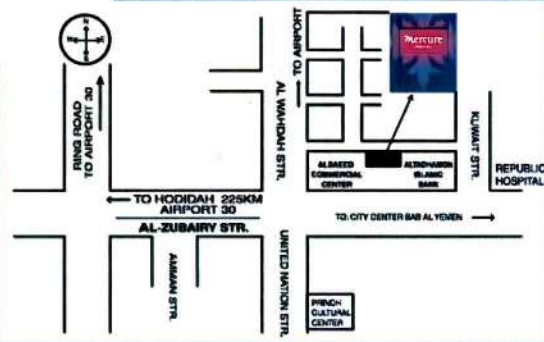 N
W E
S
Mercure
TO AIRPORT
RING ROAD
TO AIRPORT 30
AL WAHDAH STR.
KUWAIT STR.
ALSAEED
COMMERCIAL
CENTER
ALTADHAMON
ISLAMIC
BANK
REPUBLIC
HOSPITAL
TO HODIDAH 225KM
AIRPORT 30
TO: CITY CENTER BAB AL YEMEN
AL-ZUBAIRY STR.
AMMAN STR.
UNITED NATION STR.
FRENCH
CULTURAL
CENTER